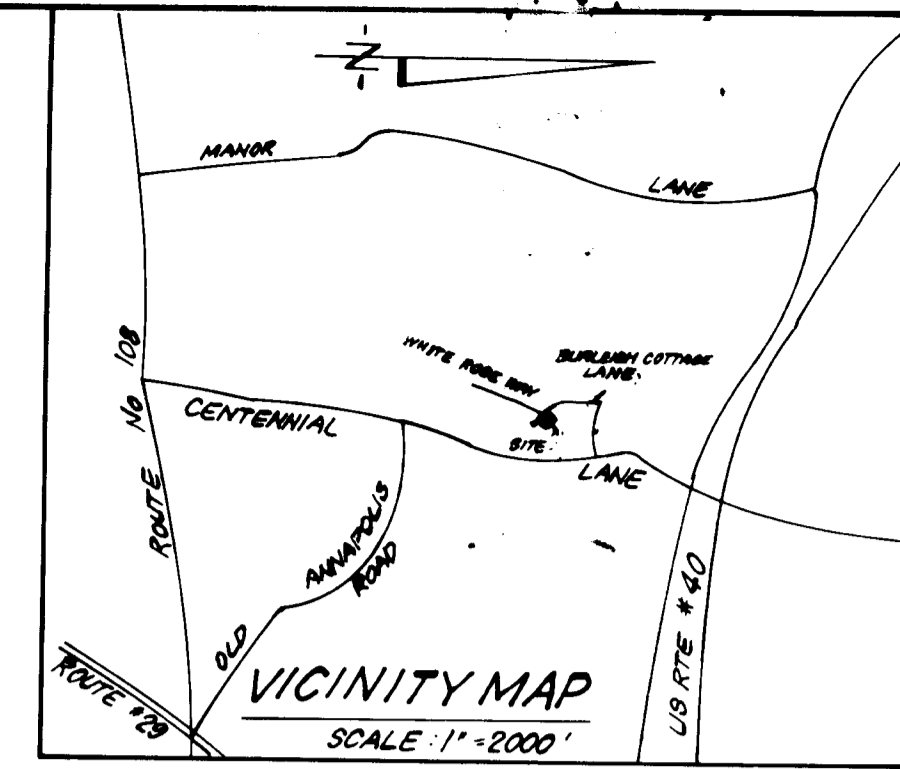 N
MANOR
LANE
WHITE ROSE WAY
BURLEIGH COTTAGE
LANE
ROUTE No 108
CENTENNIAL
SITE
LANE
OLD
ANNAPOLIS
ROAD
US RTE #40
ROUTE #29
VICINITY MAP
SCALE : 1" = 2000'